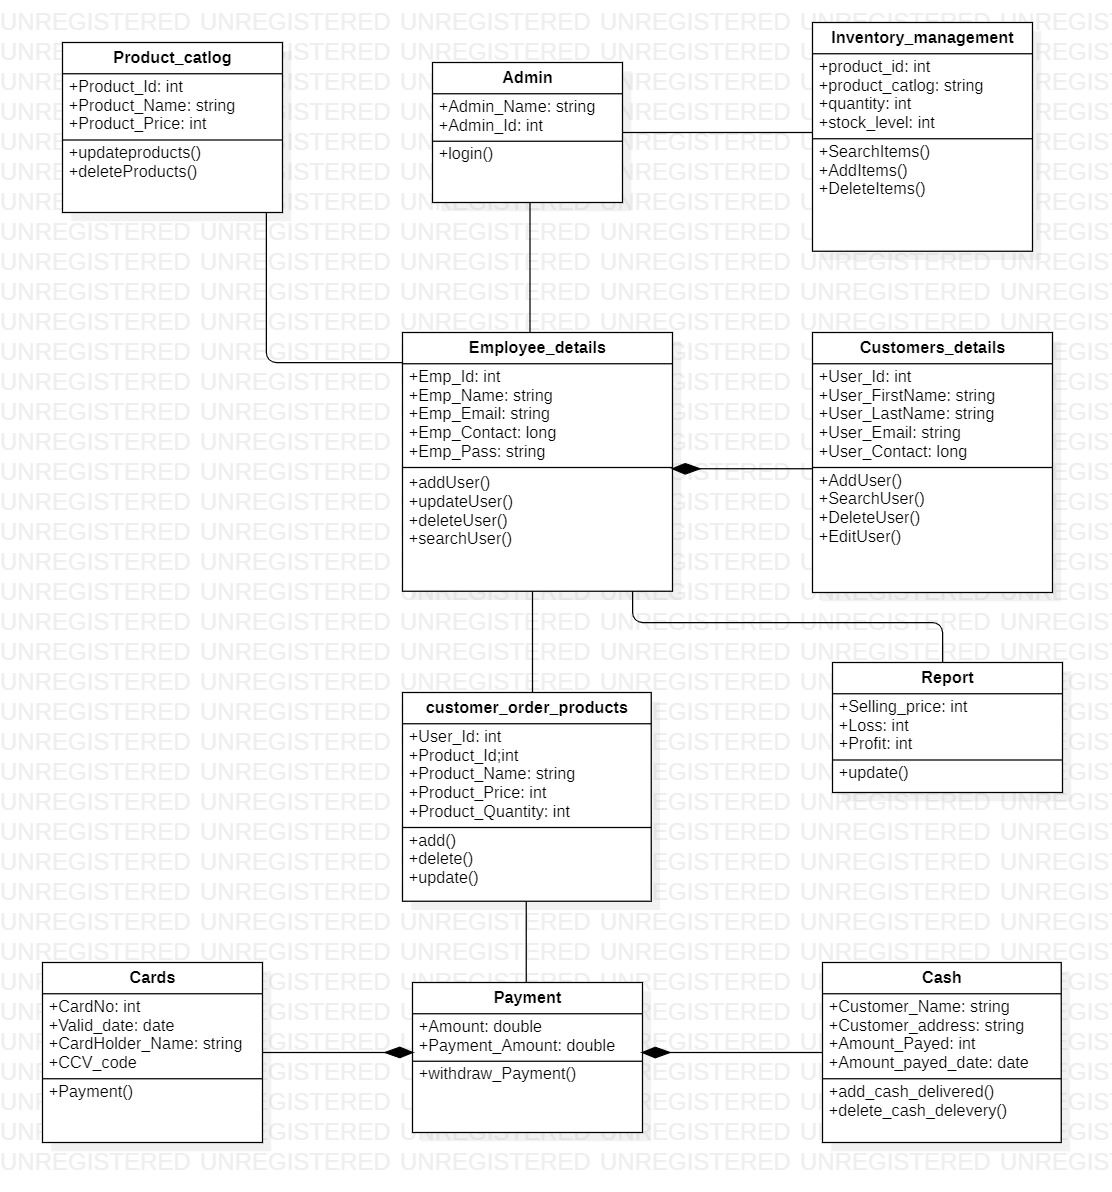 Product_catlog
+Product_Id: int
+Product_Name: string
+Product_Price: int
+updateproducts()
+deleteProducts()
Admin
+Admin_Name: string
+Admin_Id: int
+login()
Inventory_management
+product_id: int
+product_catlog: string
+quantity: int
+stock_level: int
+SearchItems()
+AddItems()
+DeleteItems()
Employee_details
+Emp_Id: int
+Emp_Name: string
+Emp_Email: string
+Emp_Contact: long
+Emp_Pass: string
+addUser()
+updateUser()
+deleteUser()
+searchUser()
Customers_details
+User_Id: int
+User_FirstName: string
+User_LastName: string
+User_Email: string
+User_Contact: long
+AddUser()
+SearchUser()
+DeleteUser()
+EditUser()
Report
+Selling_price: int
+Loss: int
+Profit: int
+update()
customer_order_products
+User_Id: int
+Product_Id;int
+Product_Name: string
+Product_Price: int
+Product_Quantity: int
+add()
+delete()
+update()
Cards
+CardNo: int
+Valid_date: date
+CardHolder_Name: string
+CCV_code
+Payment()
Payment
+Amount: double
+Payment_Amount: double
+withdraw_Payment()
Cash
+Customer_Name: string
+Customer_address: string
+Amount_Payed: int
+Amount_payed_date: date
+add_cash_delivered()
+delete_cash_delevery()
UNREGISTERED